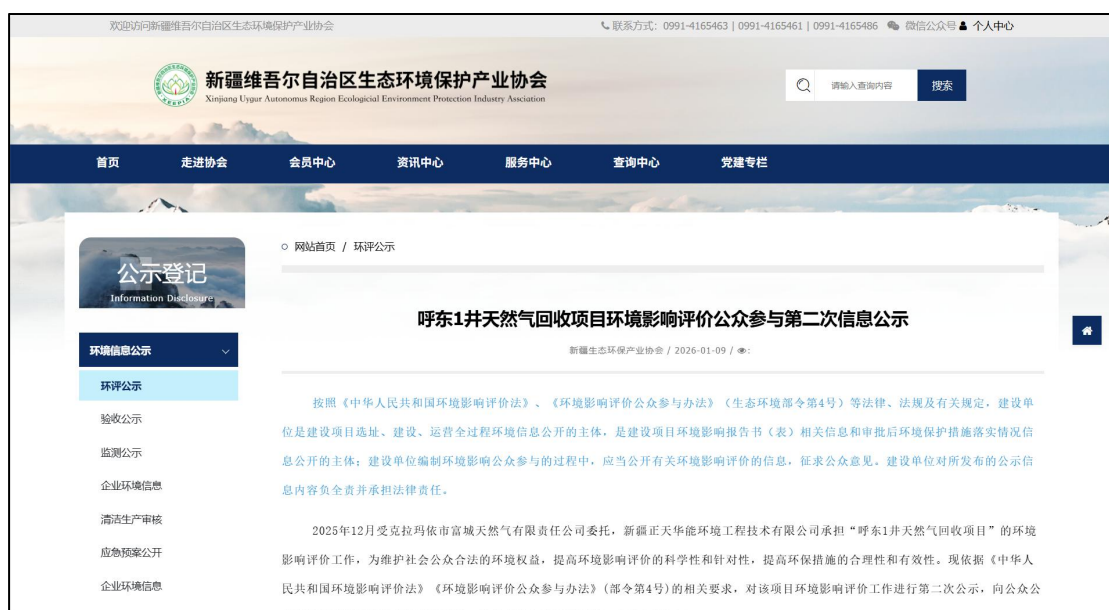 欢迎访问新疆维吾尔自治区生态环境保护产业协会
联系方式：0991-4165463 | 0991-4165461 | 0991-4165486 微信公众号 个人中心
新疆维吾尔自治区生态环境保护产业协会
Xinjiang Uygur Autonomous Region Ecologicial Environment Protection Industry Assciation
XEEPIA
请输入查询内容 搜索
首页 走进协会 会员中心 资讯中心 服务中心 查询中心 党建专栏
公示登记
Information Disclosure
环境信息公示
环评公示
验收公示
监测公示
企业环境信息
清洁生产审核
应急预案公开
企业环境信息
网站首页 / 环评公示
呼东1井天然气回收项目环境影响评价公众参与第二次信息公示
新疆生态环保产业协会 / 2026-01-09 / :
按照《中华人民共和国环境影响评价法》、《环境影响评价公众参与办法》（生态环境部令第4号）等法律、法规及有关规定，建设单
位是建设项目选址、建设、运营全过程环境信息公开的主体，是建设项目环境影响报告书（表）相关信息和审批后环境保护措施落实情况信
息公开的主体；建设单位编制环境影响公众参与的过程中，应当公开有关环境影响评价的信息，征求公众意见。建设单位对所发布的公示信
息内容负全责并承担法律责任。
2025年12月受克拉玛依市富城天然气有限责任公司委托，新疆正天华能环境工程技术有限公司承担“呼东1井天然气回收项目”的环境
影响评价工作，为维护社会公众合法的环境权益，提高环境影响评价的科学性和针对性，提高环保措施的合理性和有效性。现依据《中华人
民共和国环境影响评价法》《环境影响评价公众参与办法》(部令第4号)的相关要求，对该项目环境影响评价工作进行第二次公示，向公众公